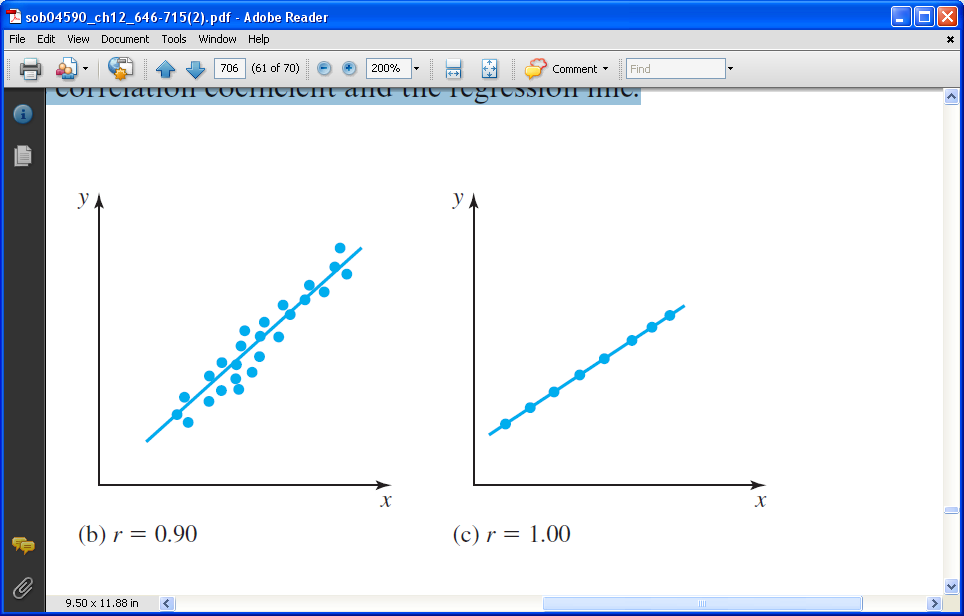 sob04590_ch12_646-715(2).pdf - Adobe Reader
File Edit View Document Tools Window Help
706 (61 of 70) 200% Comment Find
correlation coefficient and the regression line.
y y
x x
(b) r = 0.90 (c) r = 1.00
9.50 x 11.88 in